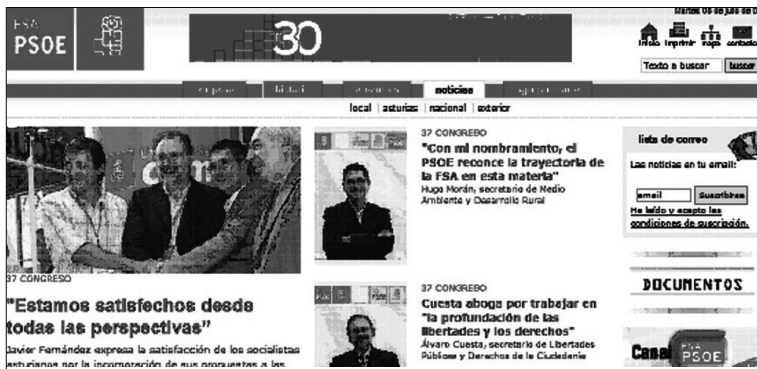 FSA
PSOE
30
Martes 08 de julio de
inicio imprimir mapa contacto
Texto a buscar buscar
noticias
local | asturias | nacional | exterior
37 CONGRESO
"Estamos satisfechos desde
todas las perspectivas"
Javier Fernández expresa la satisfacción de los socialistas
asturianos por la incorporación de sus propuestas a las
37 CONGRESO
"Con mi nombramiento, el
PSOE reconce la trayectoria de
la FSA en esta materia"
Hugo Morán, secretario de Medio
Ambiente y Desarrollo Rural
37 CONGRESO
Cuesta aboga por trabajar en
"la profundación de las
libertades y los derechos"
Álvaro Cuesta, secretario de Libertades
Públicas y Derechos de la Ciudadanía
lista de correo
Las noticias en tu email:
email Suscribirse
He leído y acepto las
condiciones de suscripción.
DOCUMENTOS
Casa
PSOE